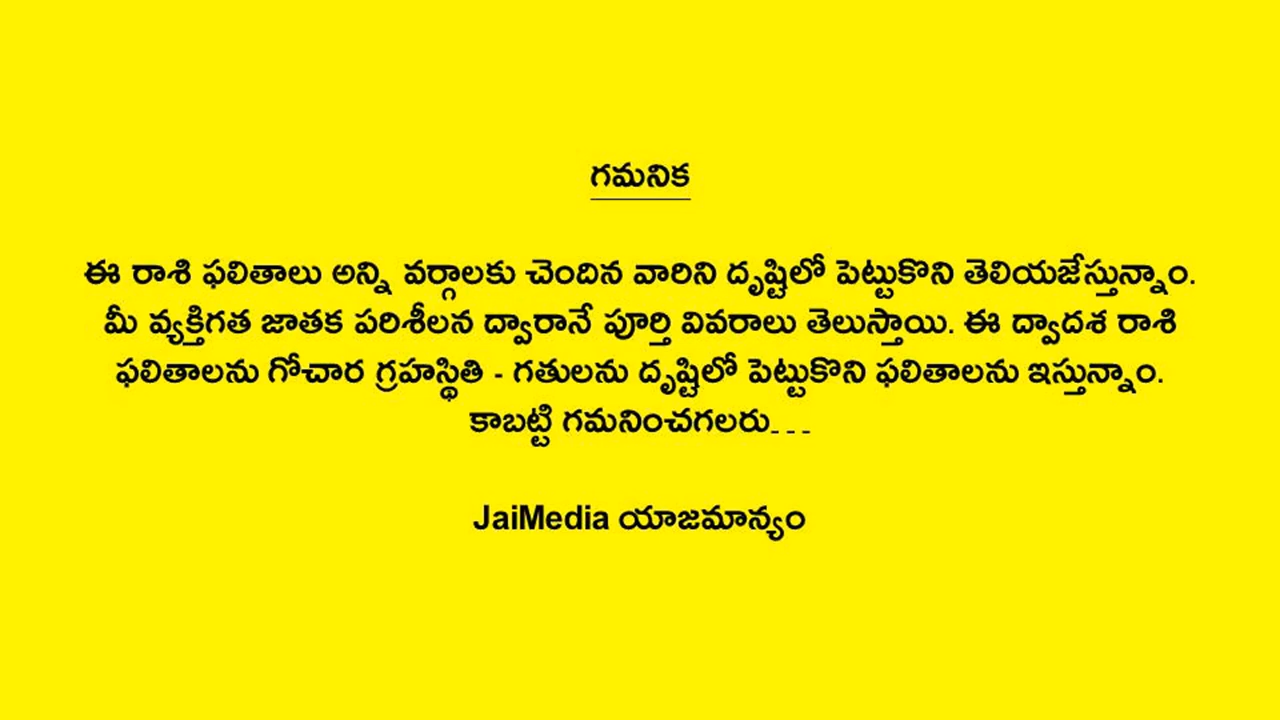 గమనిక
ఈ రాశి ఫలితాలు అన్ని వర్గాలకు చెందిన వారిని దృష్టిలో పెట్టుకొని తెలియజేస్తున్నాం.
మీ వ్యక్తిగత జాతక పరిశీలన ద్వారానే పూర్తి వివరాలు తెలుస్తాయి. ఈ ద్వాదశ రాశి
ఫలితాలను గోచార గ్రహస్థితి - గతులను దృష్టిలో పెట్టుకొని ఫలితాలను ఇస్తున్నాం.
కాబట్టి గమనించగలరు...
JaiMedia యాజమాన్యం